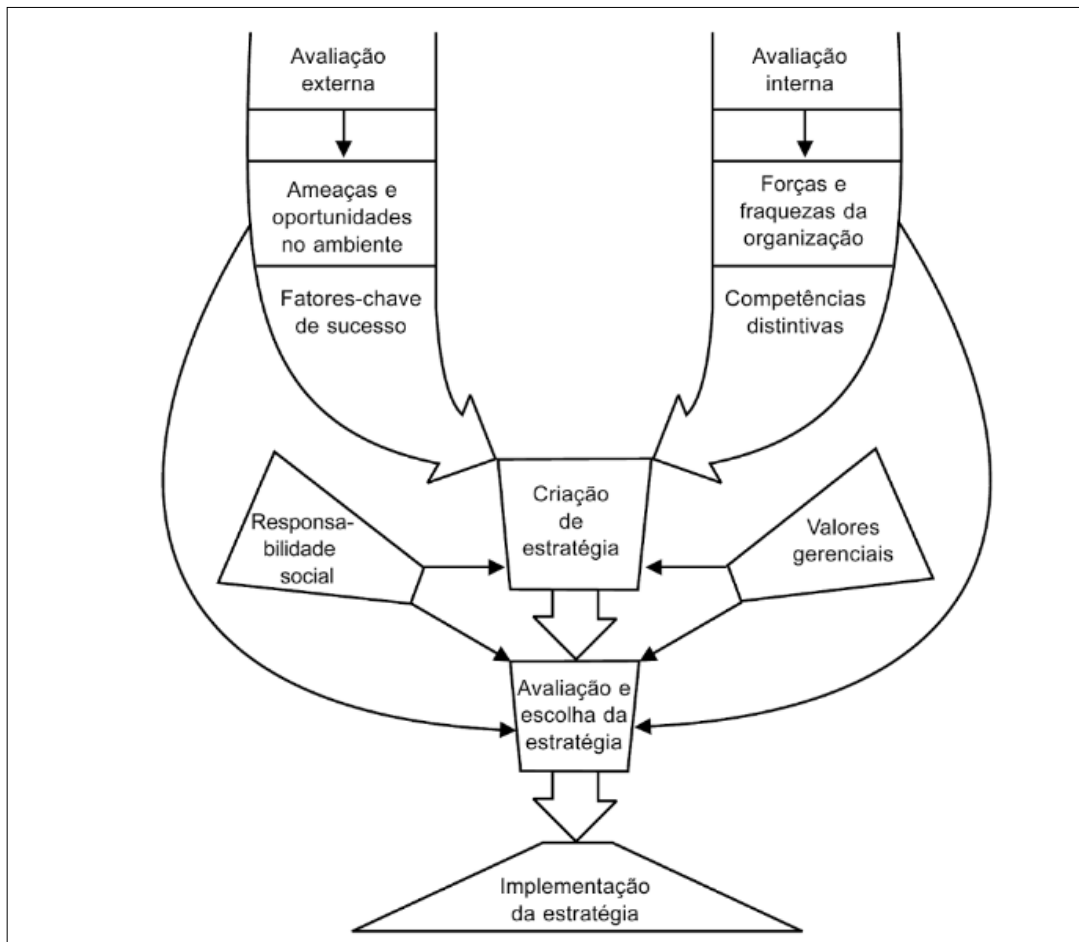 Avaliação
externa
Avaliação
interna
Ameaças e
oportunidades
no ambiente
Forças e
fraquezas da
organização
Fatores-chave
de sucesso
Competências
distintivas
Criação
de
estratégia
Responsa-
bilidade
social
Valores
gerenciais
Avaliação e
escolha da
estratégia
Implementação
da estratégia